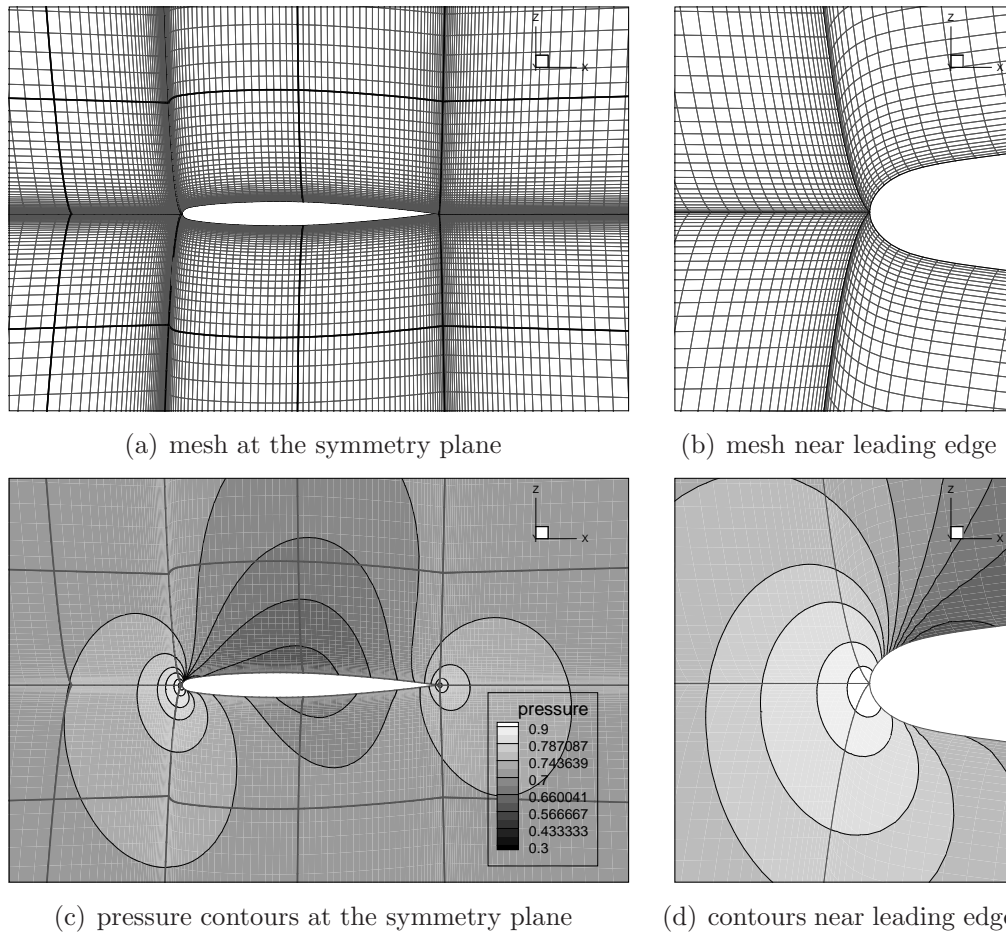 z
x
z
x
(a) mesh at the symmetry plane
(b) mesh near leading edge
z
x
z
x
pressure
0.9
0.787087
0.743639
0.7
0.660041
0.566667
0.433333
0.3
(c) pressure contours at the symmetry plane
(d) contours near leading edge